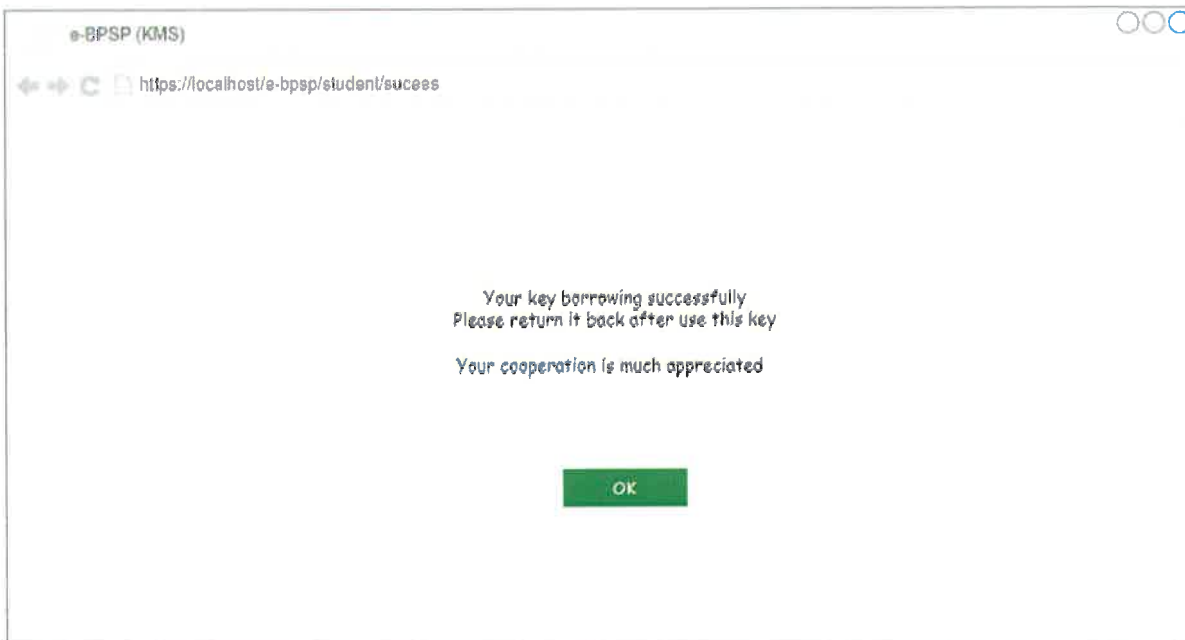 e-BPSP (KMS)
https://localhost/e-bpsp/student/sucees
Your key borrowing successfully
Please return it back after use this key
Your cooperation is much appreciated
OK